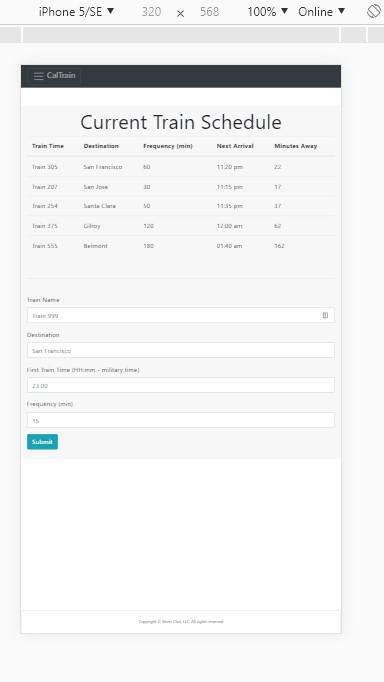 iPhone 5/SE ▼ 320 × 568 100% ▼ Online ▼
CalTrain
Current Train Schedule
Train Time Destination Frequency (min) Next Arrival Minutes Away
Train 305 San Francisco 60 11:20 pm 22
Train 207 San Jose 30 11:15 pm 17
Train 254 Santa Clara 50 11:35 pm 37
Train 375 Gilroy 120 12:00 am 62
Train 555 Belmont 180 01:40 am 162
Train Name
Train 999
Destination
San Francisco
First Train Time (HH:mm - military time)
23:00
Frequency (min)
15
Submit
Copyright © Chat, LLC. All rights reserved.